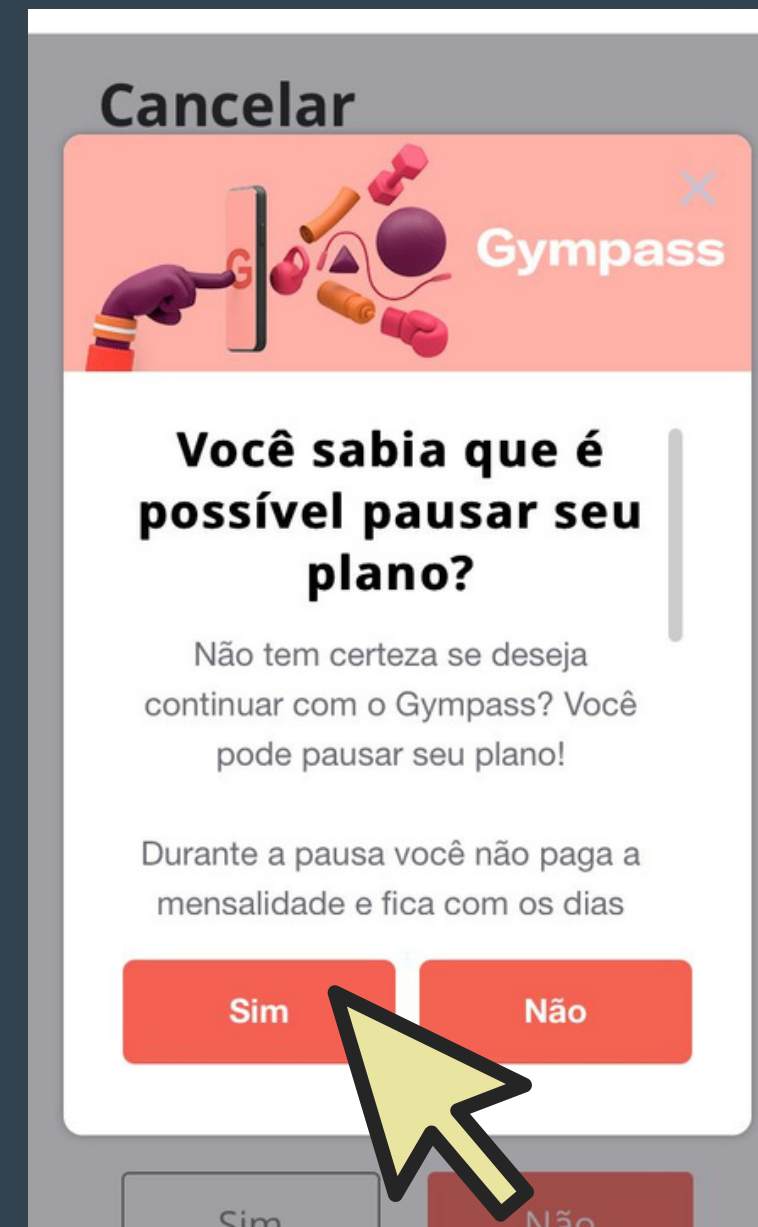 Cancelar
G
Gympass
Você sabia que é
possível pausar seu
plano?
Não tem certeza se deseja
continuar com o Gympass? Você
pode pausar seu plano!
Durante a pausa você não paga a
mensalidade e fica com os dias
Sim Não
Sim Não